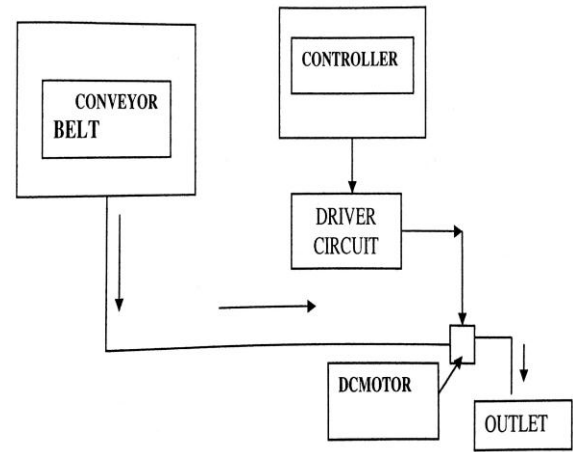 CONVEYOR
BELT
CONTROLLER
DRIVER
CIRCUIT
DCMOTOR
OUTLET